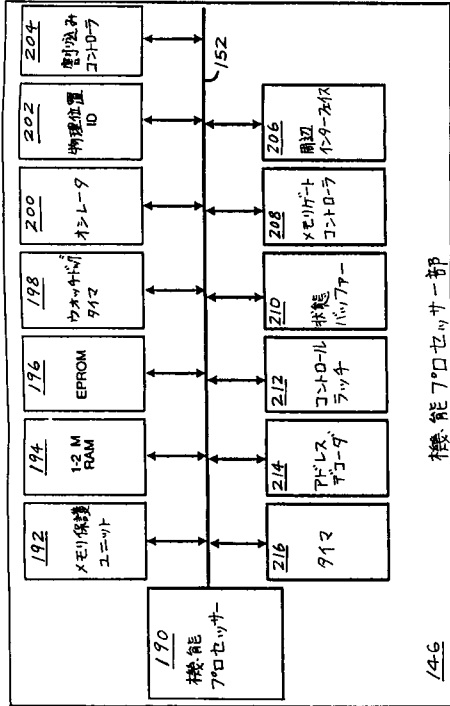 190
機能
プロセッサー
192
メモリ保護
ユニット
194
1-2 M
RAM
196
EPROM
198
ウオッチドッグ
タイマ
200
オシレータ
202
物理位置
ID
204
割り込み
コントローラ
152
216
タイマ
214
アドレス
デコーダ
212
コントロール
ラッチ
210
状態
バッファー
208
メモリゲート
コントローラ
206
周辺
インターフェイス
146
機能プロセッサー部